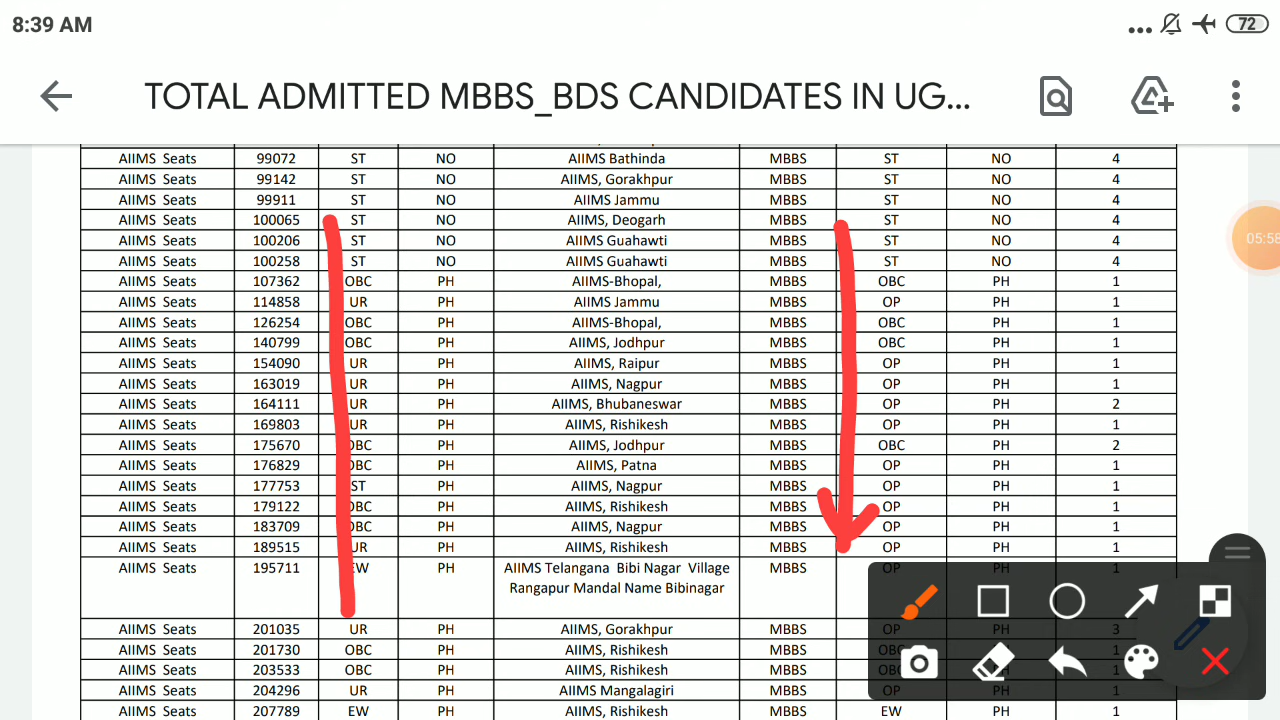 8:39 AM
72
TOTAL ADMITTED MBBS_BDS CANDIDATES IN UG...
AIIMS Seats 99072 ST NO AIIMS Bathinda MBBS ST NO 4
AIIMS Seats 99142 ST NO AIIMS, Gorakhpur MBBS ST NO 4
AIIMS Seats 99911 ST NO AIIMS Jammu MBBS ST NO 4
AIIMS Seats 100065 ST NO AIIMS, Deogarh MBBS ST NO 4
AIIMS Seats 100206 ST NO AIIMS Guahawti MBBS ST NO 4
AIIMS Seats 100258 ST NO AIIMS Guahawti MBBS ST NO 4
AIIMS Seats 107362 OBC PH AIIMS-Bhopal, MBBS OBC PH 1
AIIMS Seats 114858 UR PH AIIMS Jammu MBBS OP PH 1
AIIMS Seats 126254 OBC PH AIIMS-Bhopal, MBBS OBC PH 1
AIIMS Seats 140799 OBC PH AIIMS, Jodhpur MBBS OBC PH 1
AIIMS Seats 154090 UR PH AIIMS, Raipur MBBS OP PH 1
AIIMS Seats 163019 UR PH AIIMS, Nagpur MBBS OP PH 1
AIIMS Seats 164111 UR PH AIIMS, Bhubaneswar MBBS OP PH 2
AIIMS Seats 169803 UR PH AIIMS, Rishikesh MBBS OP PH 1
AIIMS Seats 175670 OBC PH AIIMS, Jodhpur MBBS OBC PH 2
AIIMS Seats 176829 OBC PH AIIMS, Patna MBBS OP PH 1
AIIMS Seats 177753 ST PH AIIMS, Nagpur MBBS OP PH 1
AIIMS Seats 179122 OBC PH AIIMS, Rishikesh MBBS OP PH 1
AIIMS Seats 183709 OBC PH AIIMS, Nagpur MBBS OP PH 1
AIIMS Seats 189515 UR PH AIIMS, Rishikesh MBBS OP PH 1
AIIMS Seats 195711 EW PH AIIMS Telangana Bibi Nagar Village MBBS OP PH 1
Rangapur Mandal Name Bibinagar
AIIMS Seats 201035 UR PH AIIMS, Gorakhpur MBBS OP PH 3
AIIMS Seats 201730 OBC PH AIIMS, Rishikesh MBBS OBC PH 1
AIIMS Seats 203533 OBC PH AIIMS, Rishikesh MBBS OBC PH 1
AIIMS Seats 204296 UR PH AIIMS Mangalagiri MBBS OP PH 1
AIIMS Seats 207789 EW PH AIIMS, Rishikesh MBBS EW PH 1
05:58